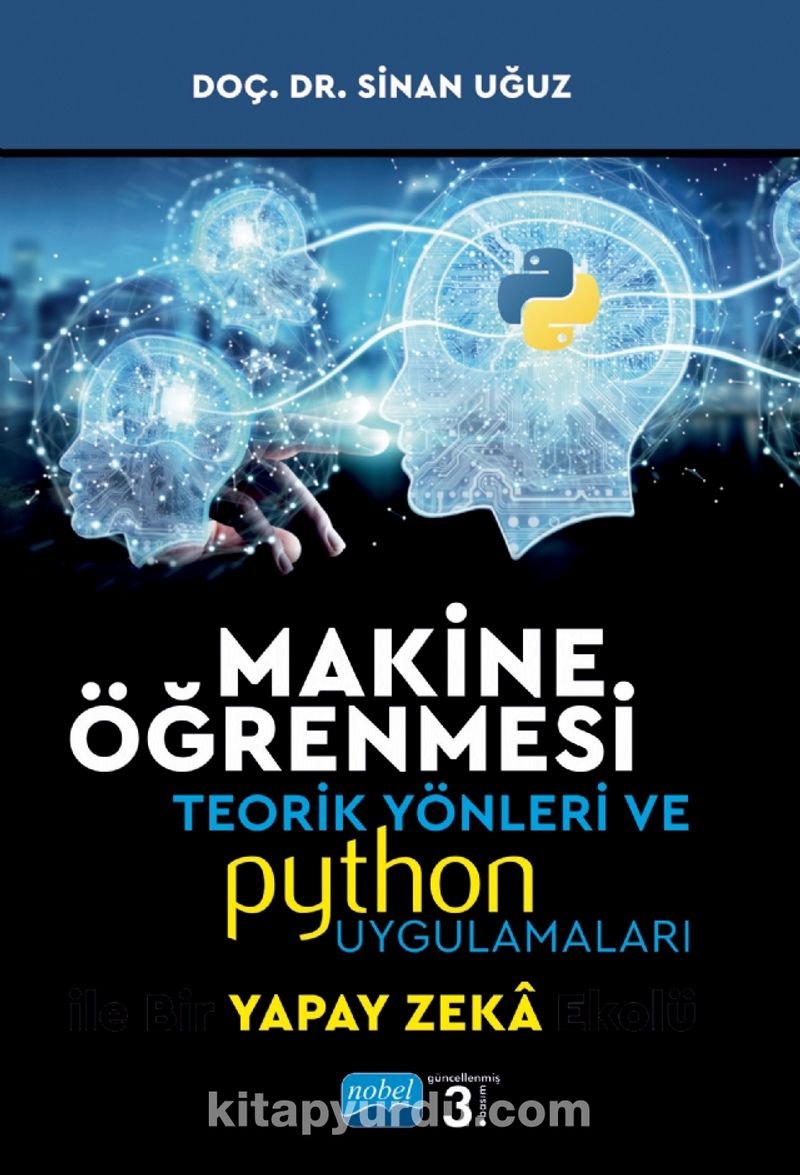 DOÇ. DR. SİNAN UĞUZ
MAKİNE
ÖĞRENMESİ
TEORİK YÖNLERİ VE
python
UYGULAMALARI
ile Bir YAPAY ZEKÂ Ekolü
nobel
güncellenmiş
3. basım
kitapyurdu.com